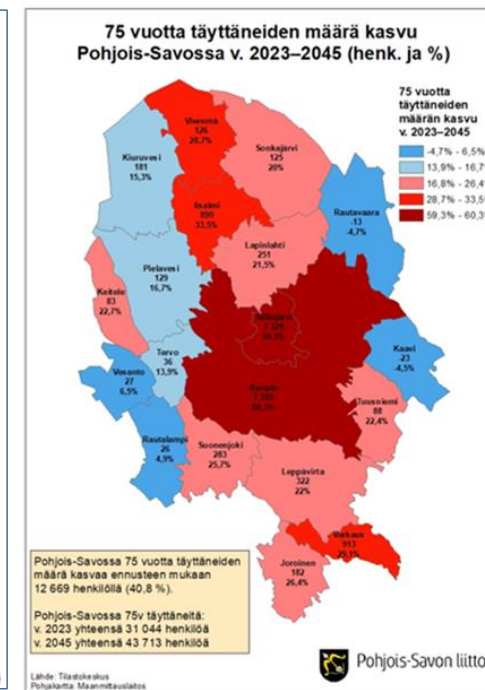 75 vuotta täyttäneiden määrä kasvu
Pohjois-Savossa v. 2023–2045 (henk. ja %)
75 vuotta
täyttäneiden
määrän kasvu
v. 2023–2045
-4,7% - 6,5%
13,9% - 16,7%
16,8% - 26,4%
28,7% - 33,5%
59,3% - 60,3%
Vieremä
126
28,7%
Sonkajärvi
125
20%
Kiuruvesi
181
15,3%
Iisalmi
899
33,5%
Rautavaara
-13
-4,7%
Lapinlahti
251
21,5%
Pielavesi
129
16,7%
Keitele
83
22,7%
Kaavi
-23
-4,5%
Tervo
36
13,9%
Vesanto
27
6,5%
Kuopio
Tuusniemi
88
22,4%
Rautalampi
26
4,9%
Suonenjoki
283
25,7%
Leppävirta
322
22%
Varkaus
913
29,1%
Joroinen
182
26,4%
Pohjois-Savossa 75 vuotta täyttäneiden
määrä kasvaa ennusteen mukaan
12 669 henkilöllä (40,8 %).
Pohjois-Savossa 75v täyttäneitä:
v. 2023 yhteensä 31 044 henkilöä
v. 2045 yhteensä 43 713 henkilöä
Lähde: Tilastokeskus
Pohjakartta: Maanmittauslaitos
Pohjois-Savon liitto